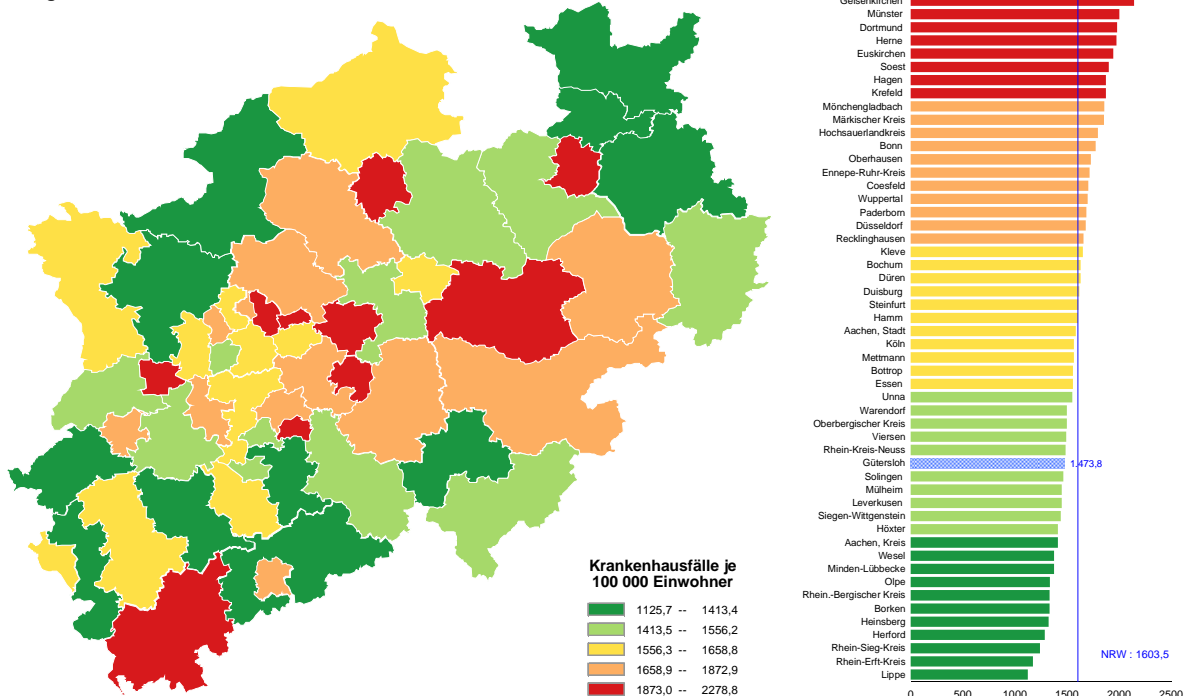 Gelsenkirchen
Münster
Dortmund
Herne
Euskirchen
Soest
Hagen
Krefeld
Mönchengladbach
Märkischer Kreis
Hochsauerlandkreis
Bonn
Oberhausen
Ennepe-Ruhr-Kreis
Coesfeld
Wuppertal
Paderborn
Düsseldorf
Recklinghausen
Kleve
Bochum
Düren
Duisburg
Steinfurt
Hamm
Aachen, Stadt
Köln
Mettmann
Bottrop
Essen
Unna
Warendorf
Oberbergischer Kreis
Viersen
Rhein-Kreis-Neuss
Gütersloh 1.473,8
Solingen
Mülheim
Leverkusen
Siegen-Wittgenstein
Höxter
Aachen, Kreis
Wesel
Minden-Lübbecke
Olpe
Rhein.-Bergischer Kreis
Borken
Heinsberg
Herford
Rhein-Sieg-Kreis
Rhein-Erft-Kreis
Lippe
NRW : 1603,5
0 500 1000 1500 2000 2500
Krankenhausfälle je
100 000 Einwohner
1125,7 -- 1413,4
1413,5 -- 1556,2
1556,3 -- 1658,8
1658,9 -- 1872,9
1873,0 -- 2278,8